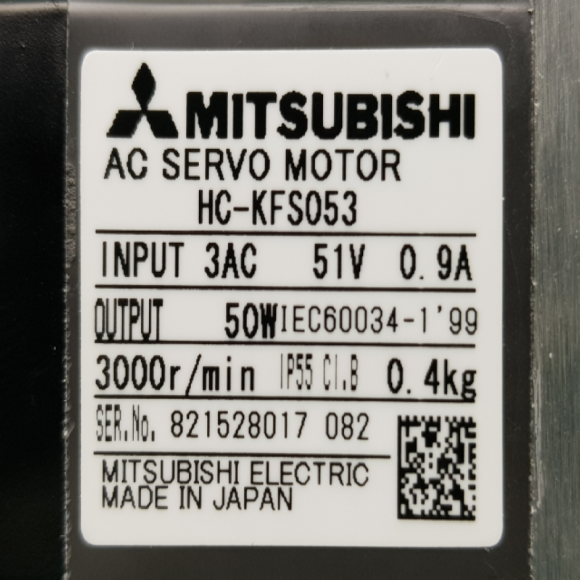 MITSUBISHI
AC SERVO MOTOR
HC-KFS053
INPUT 3AC 51V 0.9A
OUTPUT 50W IEC60034-1'99
3000r/min IP55 CI.B 0.4kg
SER.No. 821528017 082
MITSUBISHI ELECTRIC
MADE IN JAPAN